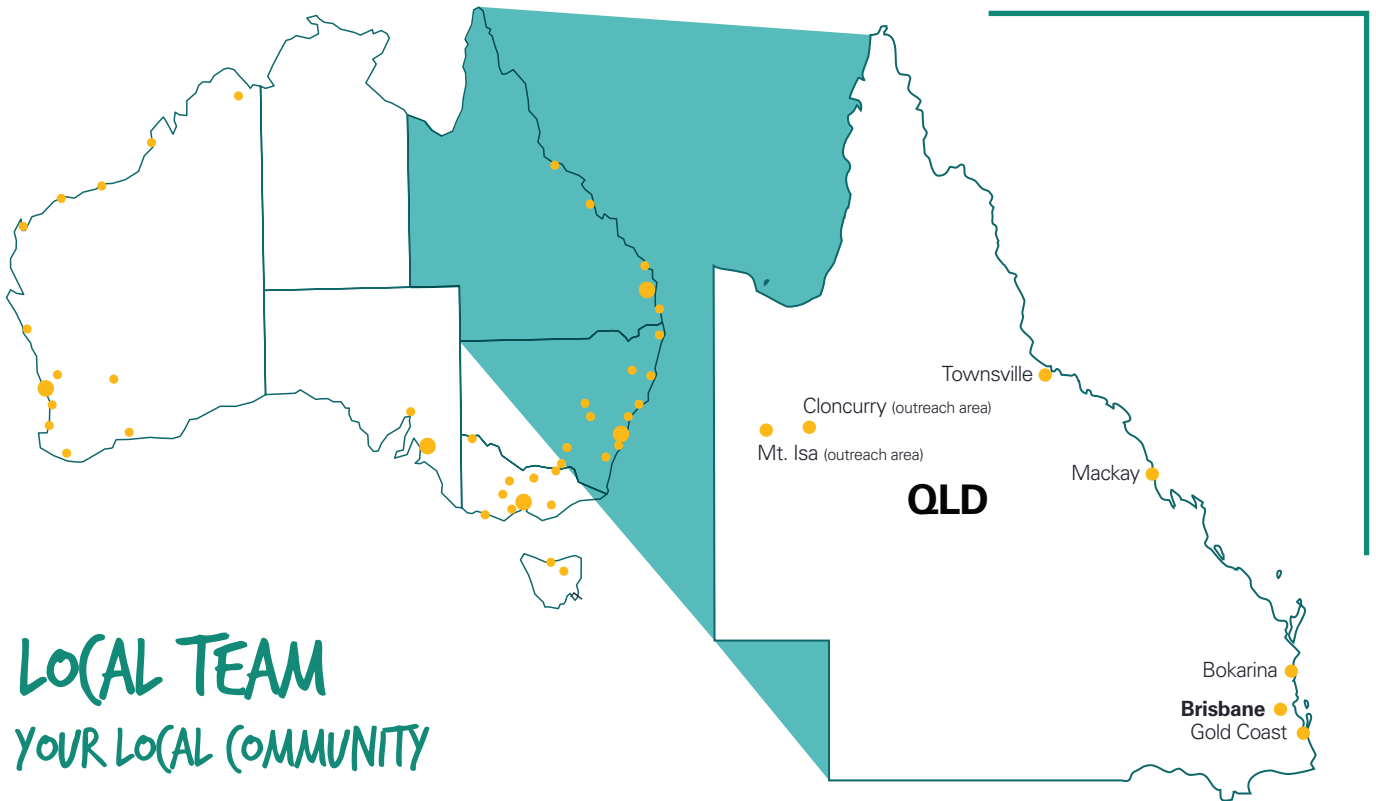 Townsville
Cloncurry (outreach area)
Mt. Isa (outreach area)
Mackay
QLD
Bokarina
Brisbane
Gold Coast
LOCAL TEAM
YOUR LOCAL COMMUNITY